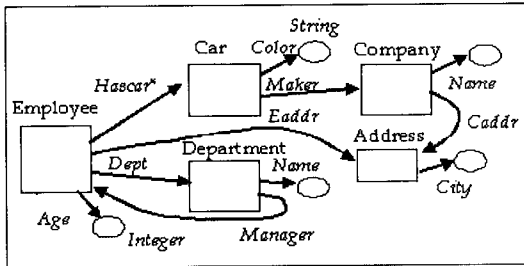 String
Car
Color
Company
Hascar*
Maker
Name
Employee
Eaddr
Caddr
Address
Dept
Department
Name
City
Age
Integer
Manager